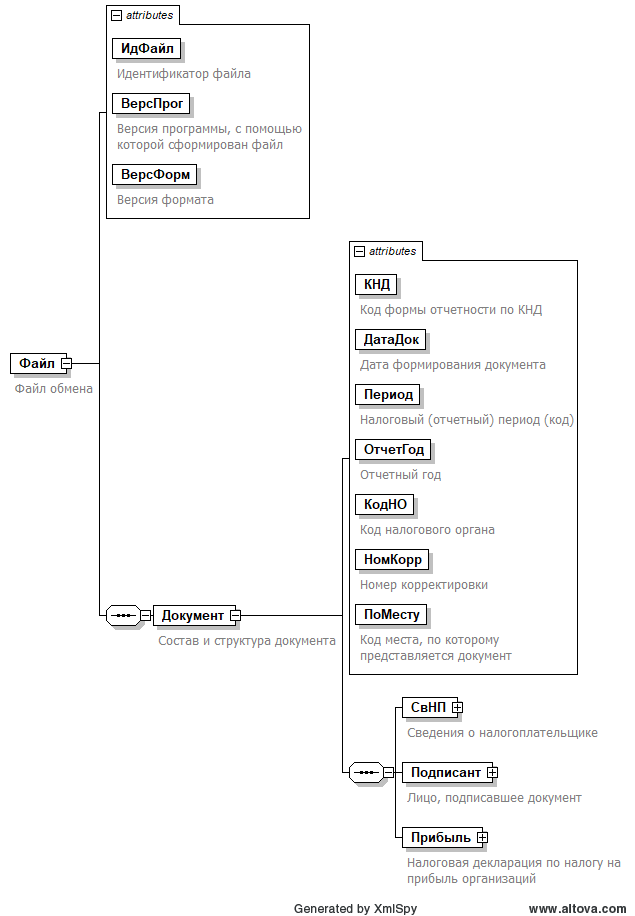 attributes
ИдФайл
Идентификатор файла
ВерсПрог
Версия программы, с помощью
которой сформирован файл
ВерсФорм
Версия формата
Файл
Файл обмена
Документ
Состав и структура документа
attributes
КНД
Код формы отчетности по КНД
ДатаДок
Дата формирования документа
Период
Налоговый (отчетный) период (код)
ОтчетГод
Отчетный год
КодНО
Код налогового органа
НомКорр
Номер корректировки
ПоМесту
Код места, по которому
представляется документ
СвНП
Сведения о налогоплательщике
Подписант
Лицо, подписавшее документ
Прибыль
Налоговая декларация по налогу на
прибыль организаций
Generated by XmlSpy www.altova.com